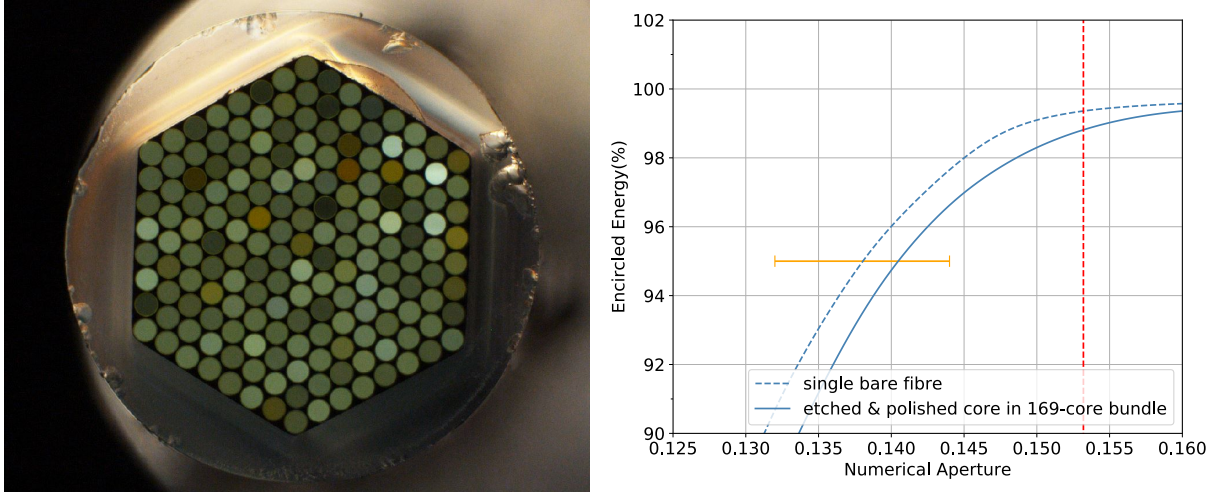 102
100
98
96
94
92
90
Encircled Energy(%)
single bare fibre
etched & polished core in 169-core bundle
0.125 0.130 0.135 0.140 0.145 0.150 0.155 0.160
Numerical Aperture